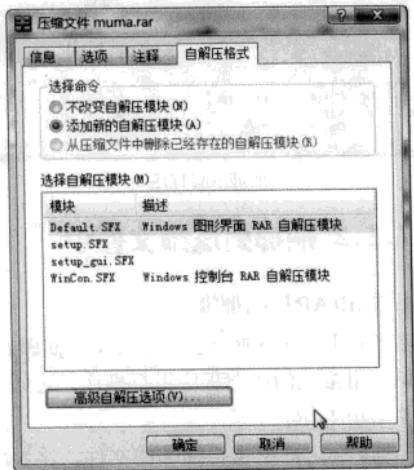 压缩文件 muma.rar
信息 选项 注释 自解压格式
选择命令
不改变自解压模块(N)
添加新的自解压模块(A)
从压缩文件中删除已经存在的自解压模块(R)
选择自解压模块(M)
模块 描述
Default.SFX Windows 图形界面 RAR 自解压模块
setup.SFX
setup_gui.SFX
WinCon.SFX Windows 控制台 RAR 自解压模块
高级自解压选项(V)...
确定 取消 帮助